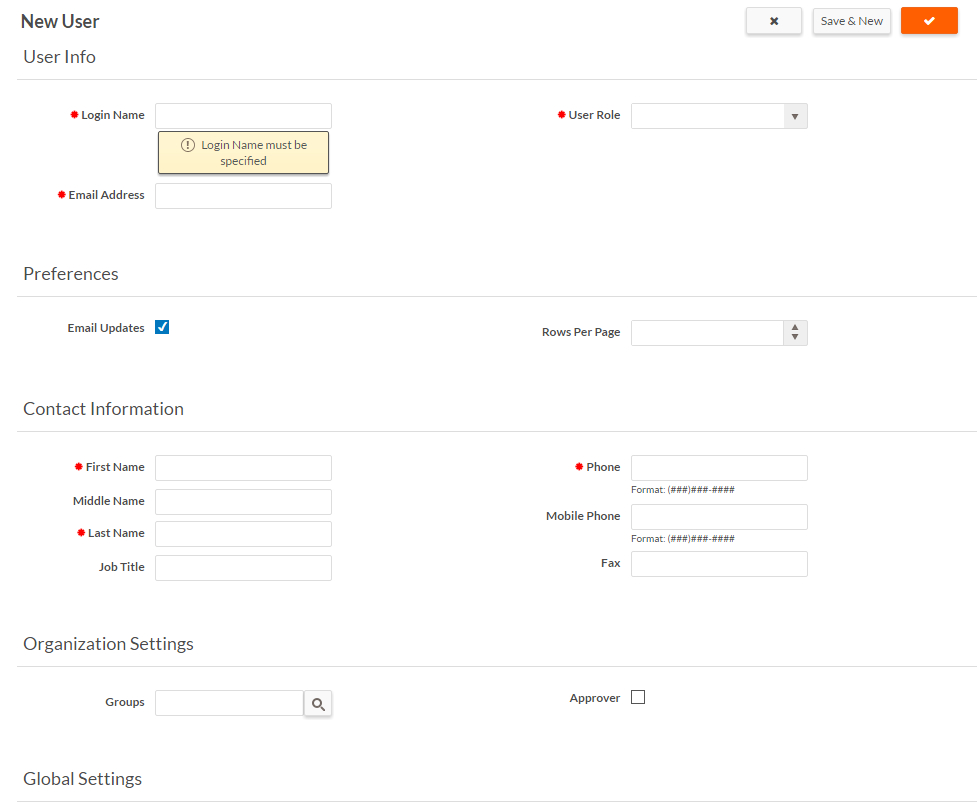 New User
Save & New
User Info
Login Name
User Role
Login Name must be
specified
Email Address
Preferences
Email Updates
Rows Per Page
Contact Information
First Name
Phone
Format: (###)###-####
Middle Name
Mobile Phone
Last Name
Format: (###)###-####
Job Title
Fax
Organization Settings
Groups
Approver
Global Settings